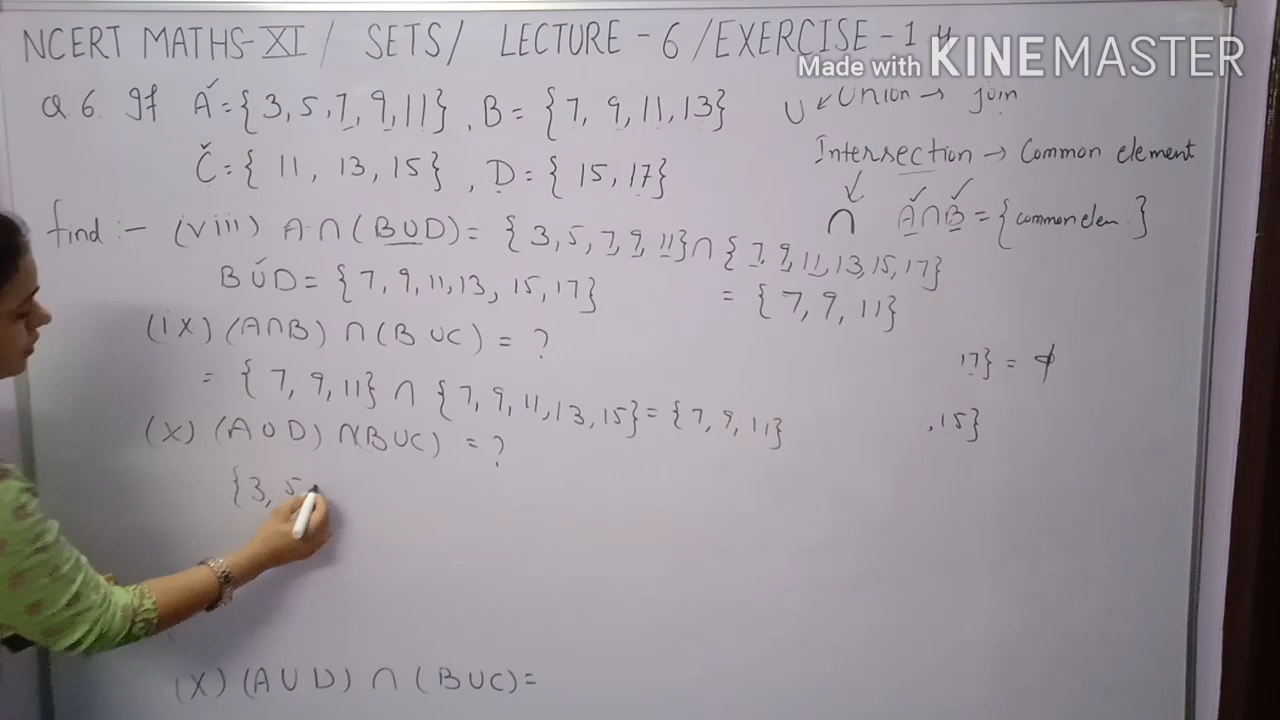 NCERT MATHS-XI / SETS / LECTURE - 6 / EXERCISE - 1.4
Made with KINEMASTER
Q 6. If A = {3, 5, 7, 9, 11}, B = {7, 9, 11, 13}
C = {11, 13, 15}, D = {15, 17}
∪ ← Union → join
Intersection → Common element
∩ A∩B = {common elem.}
find :- (viii) A ∩ (B∪D) = {3, 5, 7, 9, 11} ∩ {7, 9, 11, 13, 15, 17}
B∪D = {7, 9, 11, 13, 15, 17}
= {7, 9, 11}
(ix) (A∩B) ∩ (B∪C) = ?
17} = φ
= {7, 9, 11} ∩ {7, 9, 11, 13, 15} = {7, 9, 11}
, 15}
(X) (A∪D) ∩ (B∪C) = ?
{3, 5
(X) (A∪D) ∩ (B∪C) =